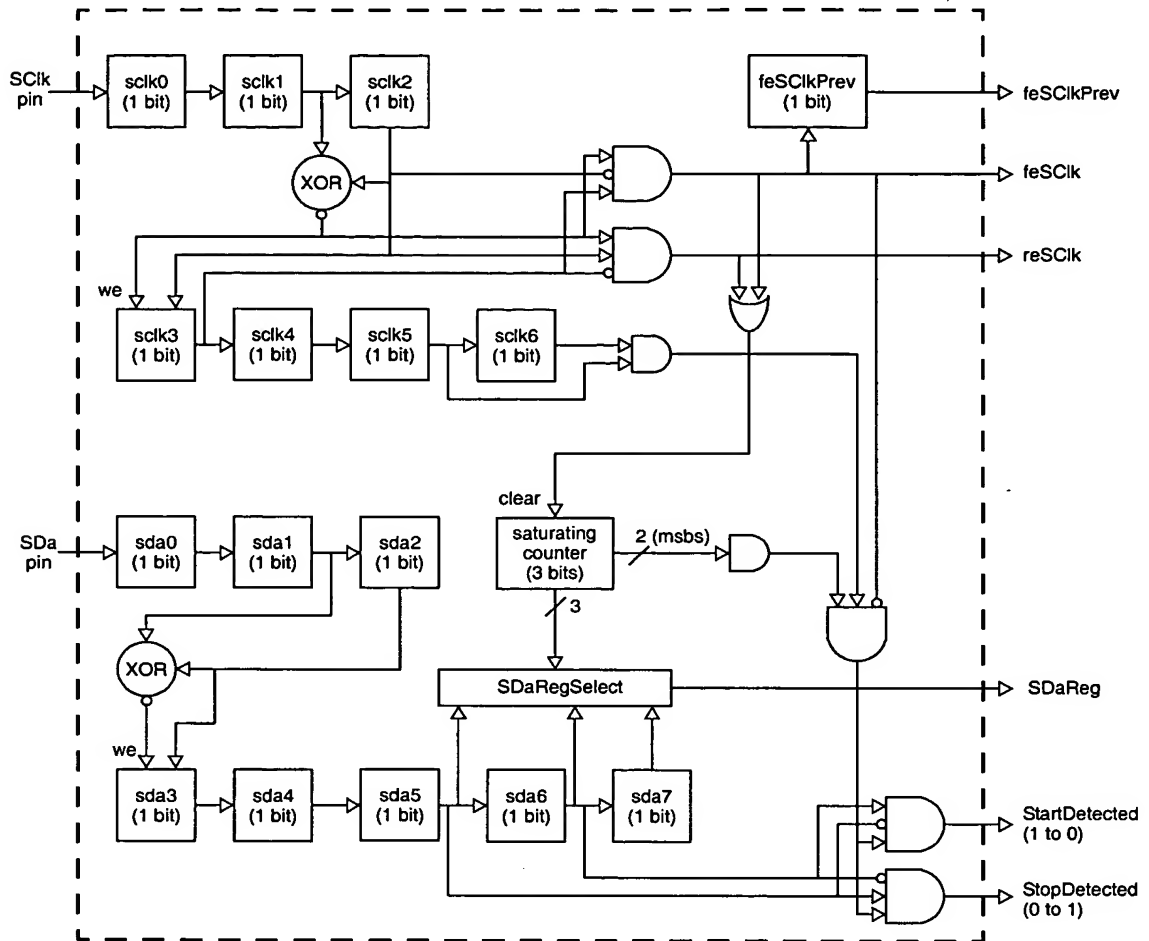 SClk
pin
sclk0
(1 bit)
sclk1
(1 bit)
sclk2
(1 bit)
feSClkPrev
(1 bit)
feSClkPrev
XOR
feSClk
reSClk
we
sclk3
(1 bit)
sclk4
(1 bit)
sclk5
(1 bit)
sclk6
(1 bit)
clear
SDa
pin
sda0
(1 bit)
sda1
(1 bit)
sda2
(1 bit)
saturating
counter
(3 bits)
2 (msbs)
3
XOR
SDaRegSelect
SDaReg
we
sda3
(1 bit)
sda4
(1 bit)
sda5
(1 bit)
sda6
(1 bit)
sda7
(1 bit)
StartDetected
(1 to 0)
StopDetected
(0 to 1)